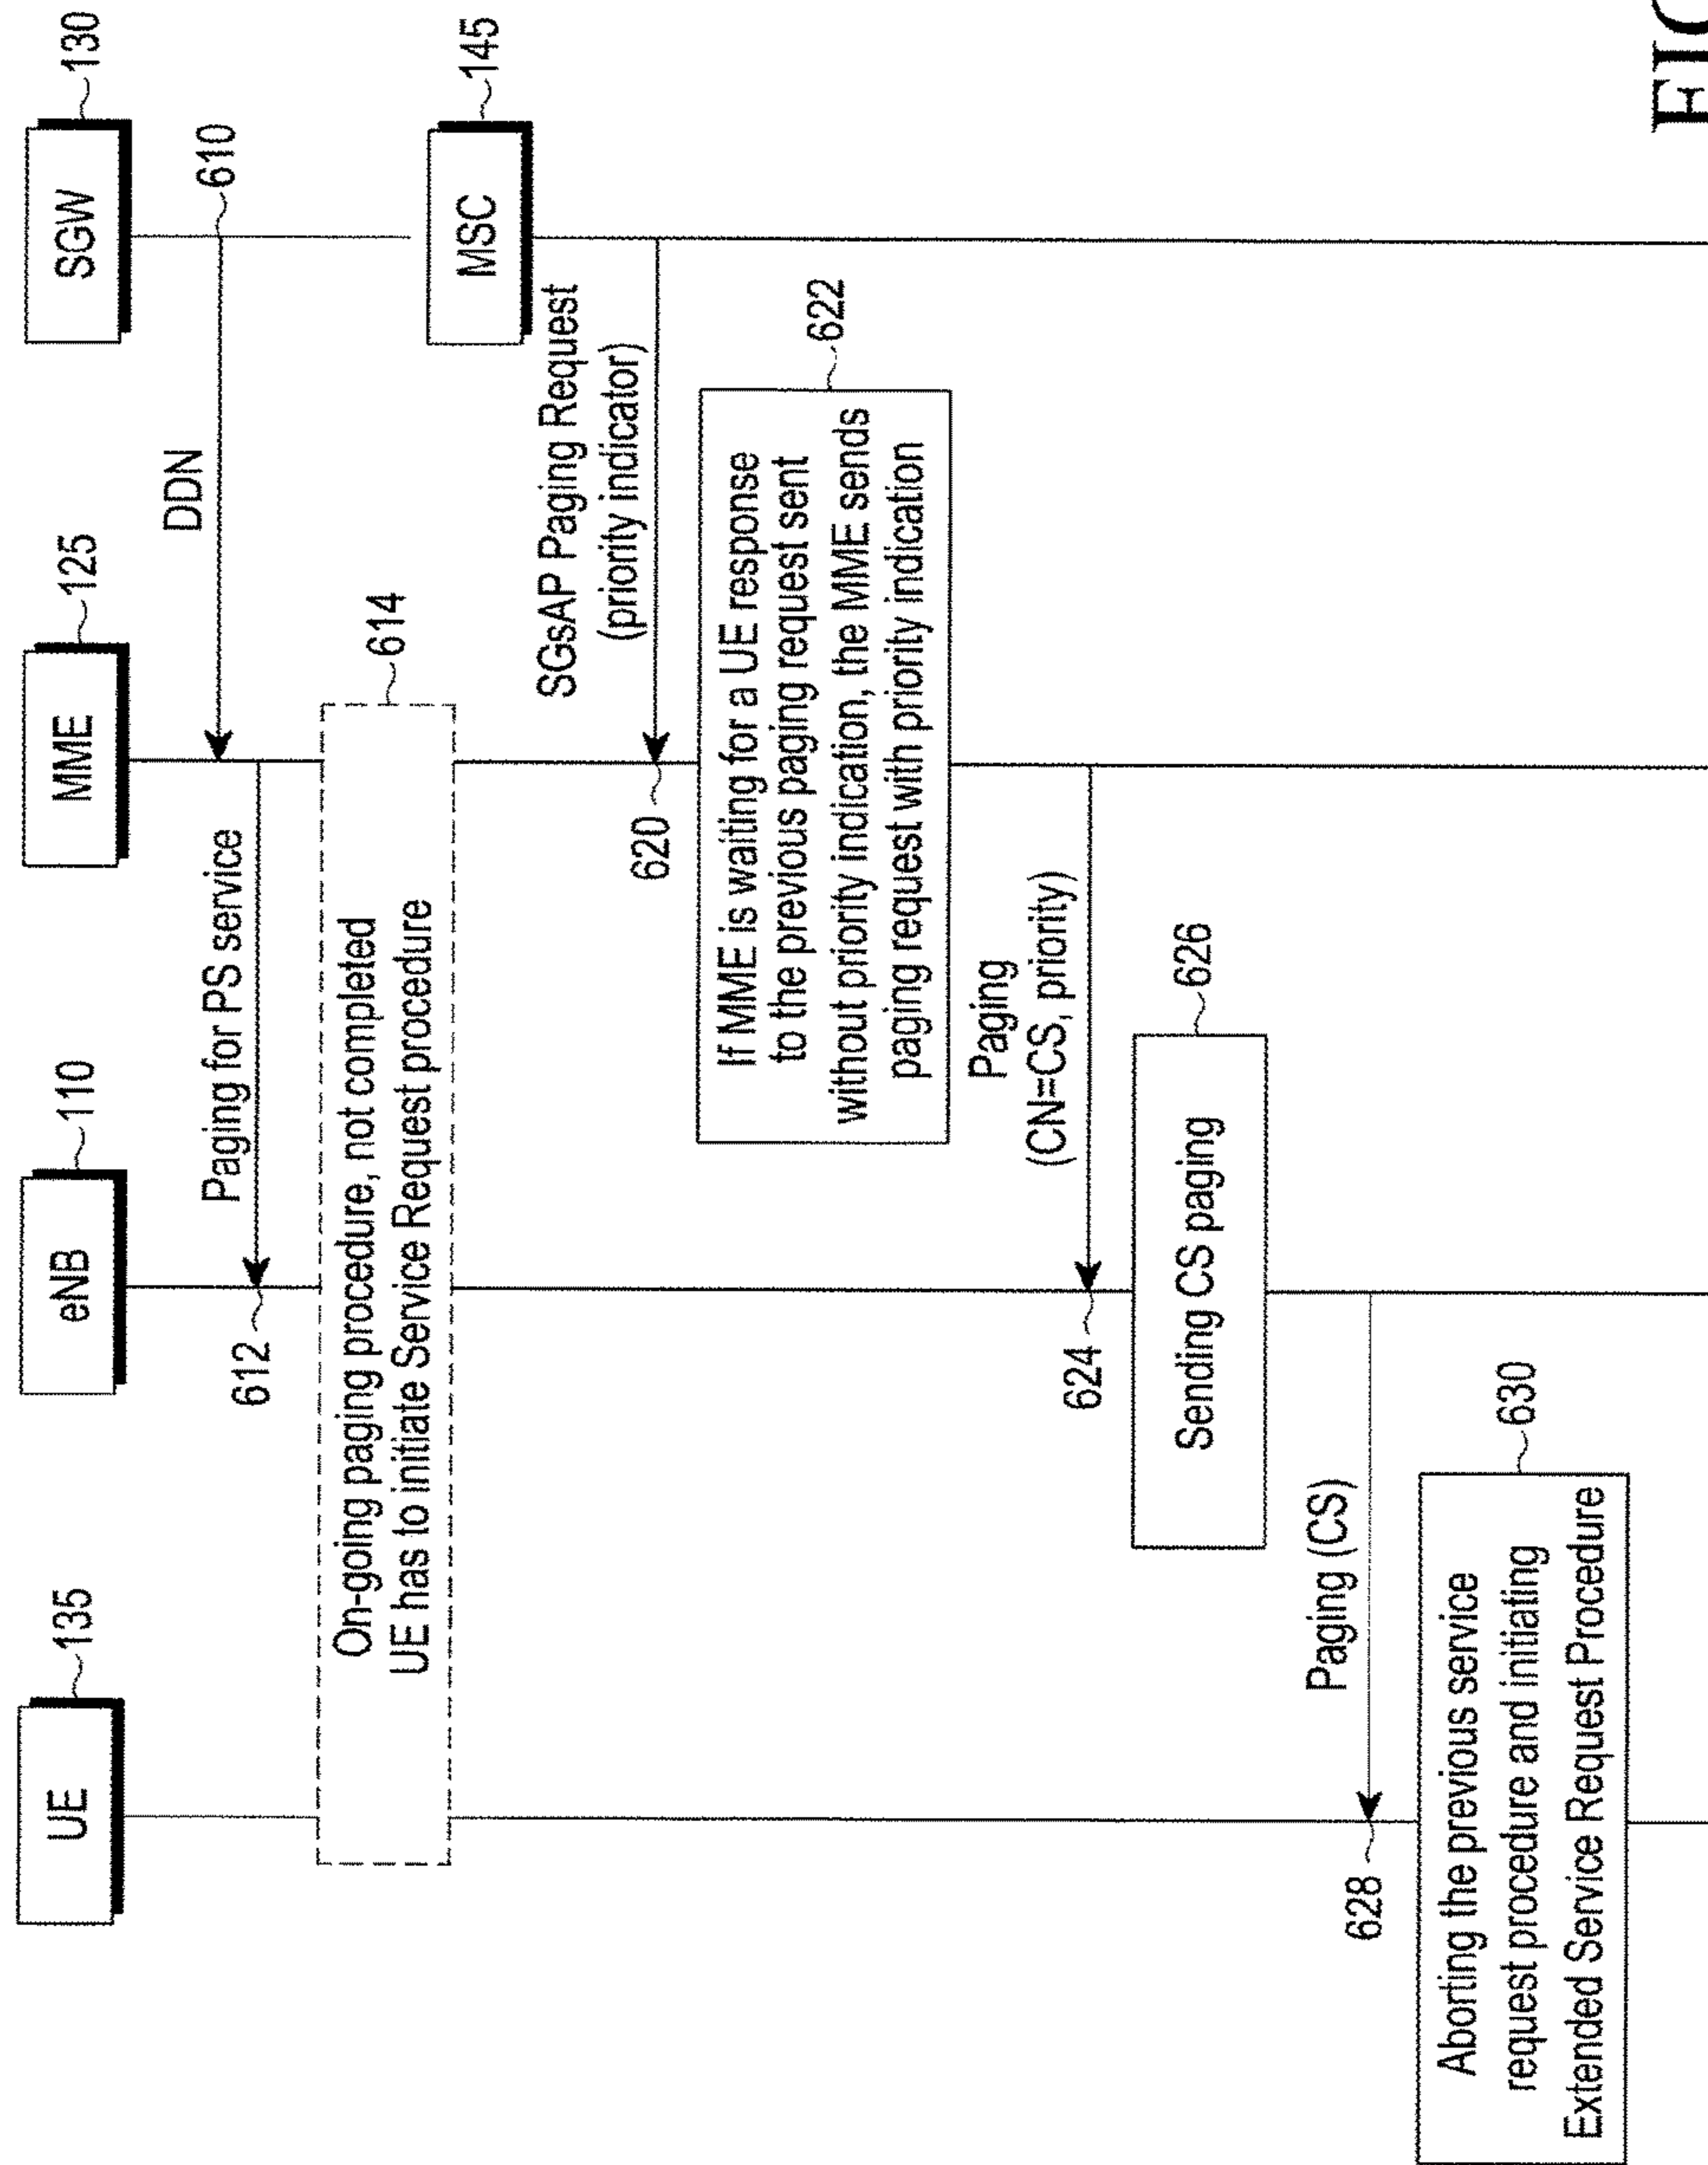 UE
135
eNB
110
MME
125
SGW
130
DDN
610
Paging for PS service
612
On-going paging procedure, not completed
UE has to initiate Service Request procedure
614
MSC
145
SGsAP Paging Request
(priority indicator)
620
If MME is waiting for a UE response
to the previous paging request sent
without priority indication, the MME sends
paging request with priority indication
622
Paging
(CN=CS, priority)
624
Sending CS paging
626
Paging (CS)
628
Aborting the previous service
request procedure and initiating
Extended Service Request Procedure
630